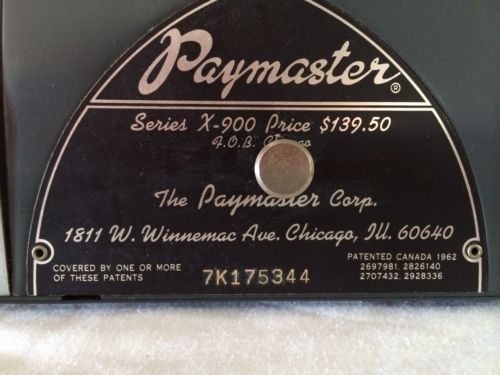 Paymaster ®
Series X-900 Price $139.50
F.O.B. Chicago
The Paymaster Corp.
1811 W. Winnemac Ave. Chicago, Ill. 60640
COVERED BY ONE OR MORE
OF THESE PATENTS
7K175344
PATENTED CANADA 1962
2697981. 2826140
2707432. 2928336